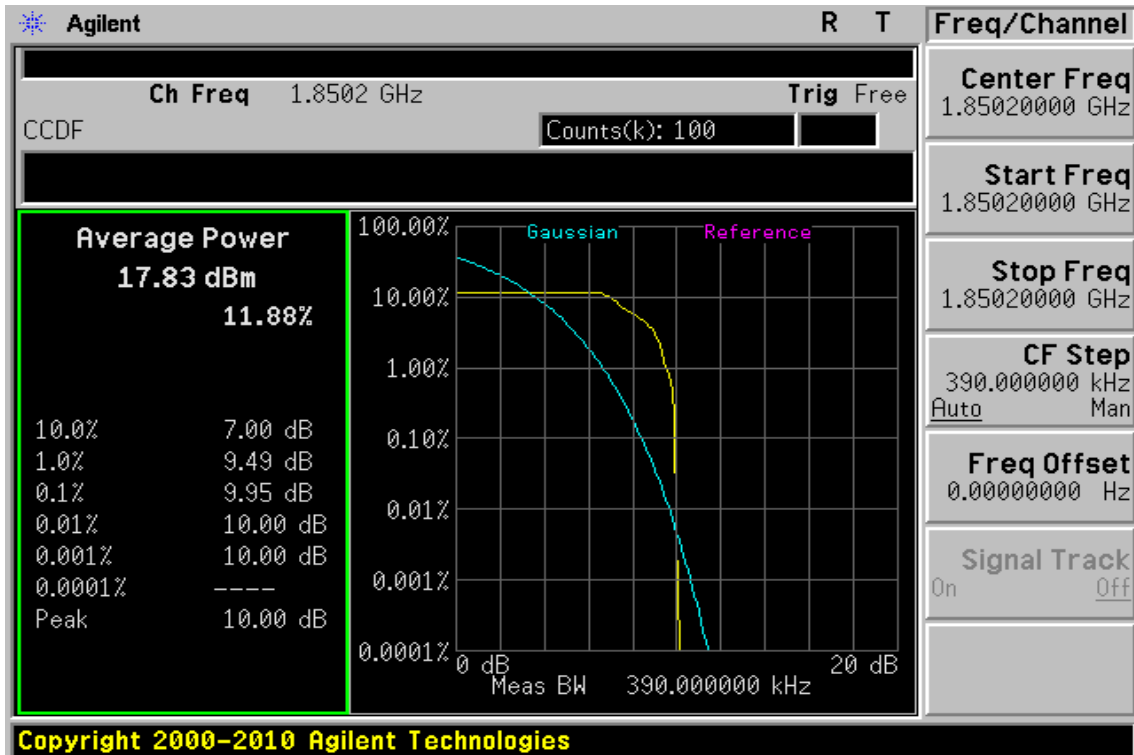 Agilent R T
Ch Freq 1.8502 GHz Trig Free
CCDF Counts(k): 100
Average Power
17.83 dBm
11.88%
10.0% 7.00 dB
1.0% 9.49 dB
0.1% 9.95 dB
0.01% 10.00 dB
0.001% 10.00 dB
0.0001% ----
Peak 10.00 dB
Gaussian Reference
100.00%
10.00%
1.00%
0.10%
0.01%
0.001%
0.0001%
0 dB 20 dB
Meas BW 390.000000 kHz
Freq/Channel
Center Freq
1.85020000 GHz
Start Freq
1.85020000 GHz
Stop Freq
1.85020000 GHz
CF Step
390.000000 kHz
Auto Man
Freq Offset
0.00000000 Hz
Signal Track
On Off
Copyright 2000-2010 Agilent Technologies